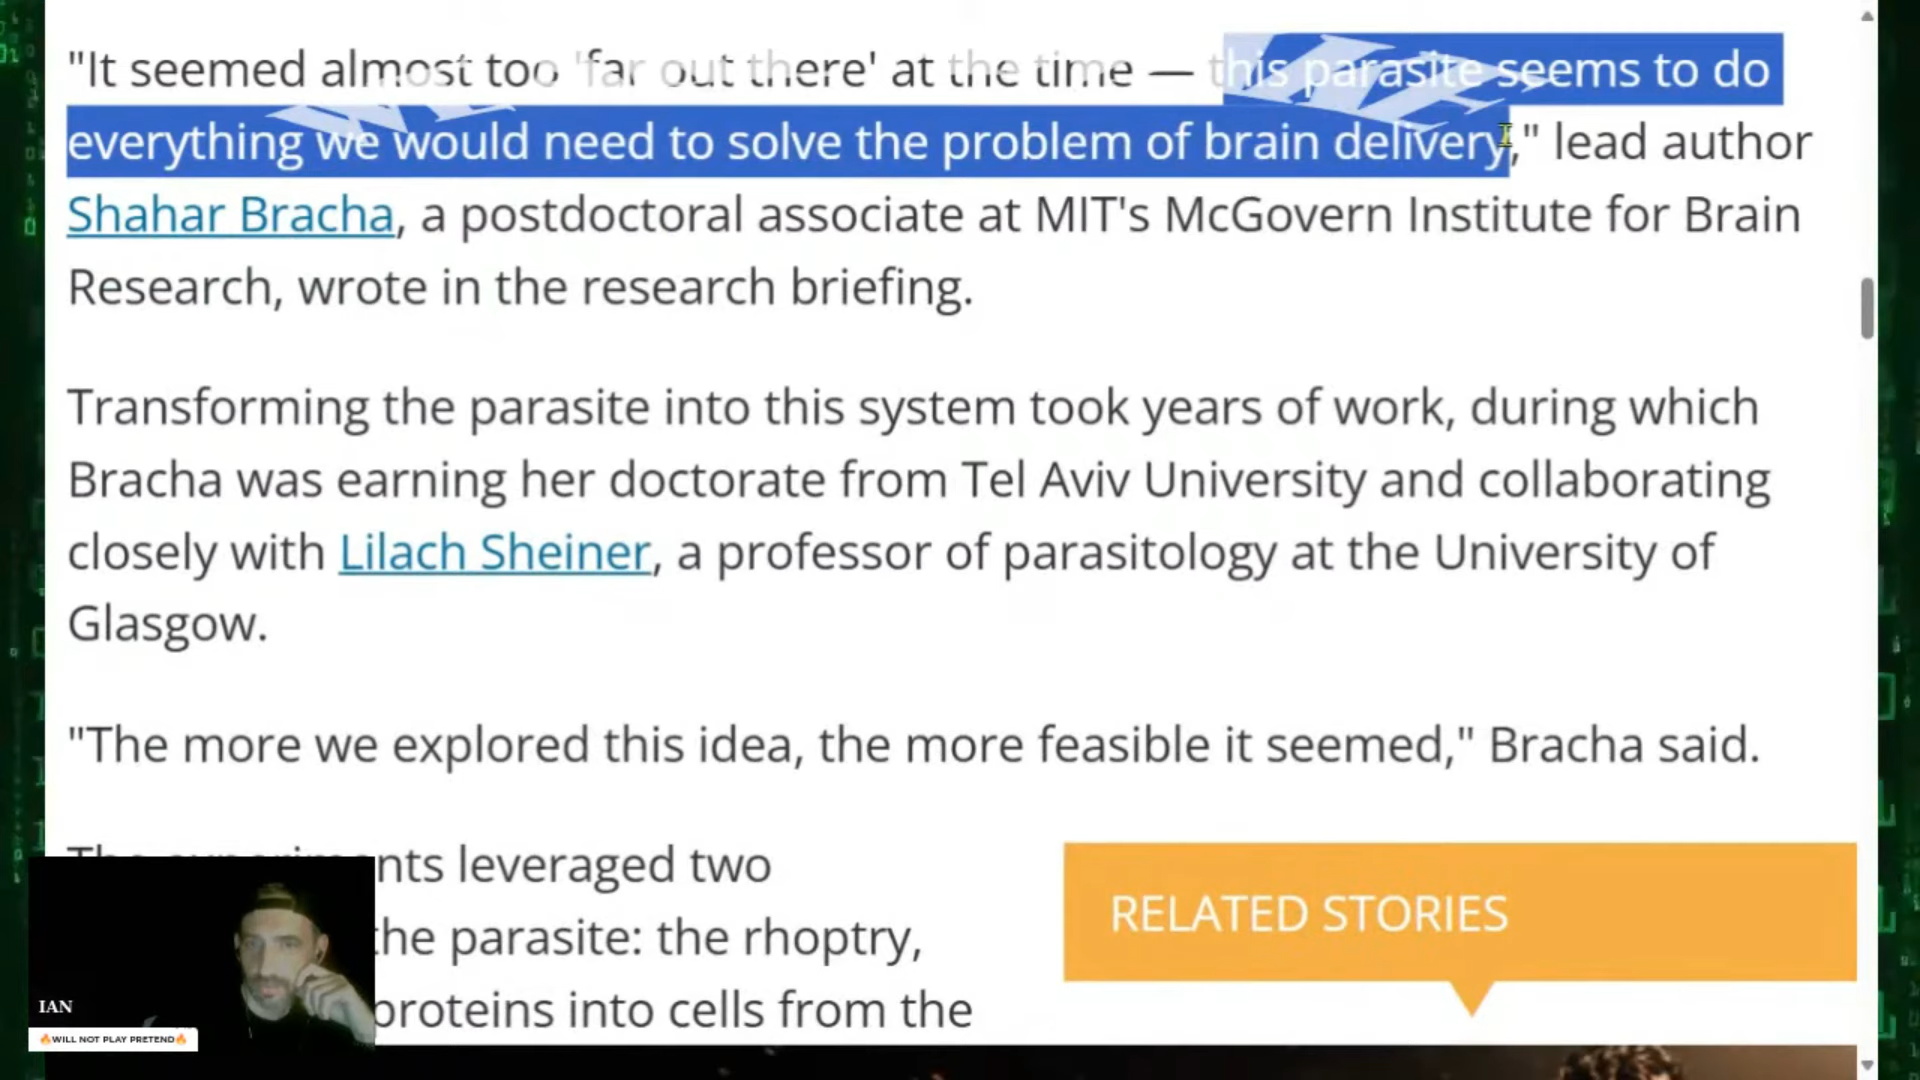 "It seemed almost too 'far out there' at the time — this parasite seems to do
everything we would need to solve the problem of brain delivery," lead author
Shahar Bracha, a postdoctoral associate at MIT's McGovern Institute for Brain
Research, wrote in the research briefing.
Transforming the parasite into this system took years of work, during which
Bracha was earning her doctorate from Tel Aviv University and collaborating
closely with Lilach Sheiner, a professor of parasitology at the University of
Glasgow.
"The more we explored this idea, the more feasible it seemed," Bracha said.
The experiments leveraged two
the parasite: the rhoptry,
proteins into cells from the
RELATED STORIES
IAN
🔥WILL NOT PLAY PRETEND🔥